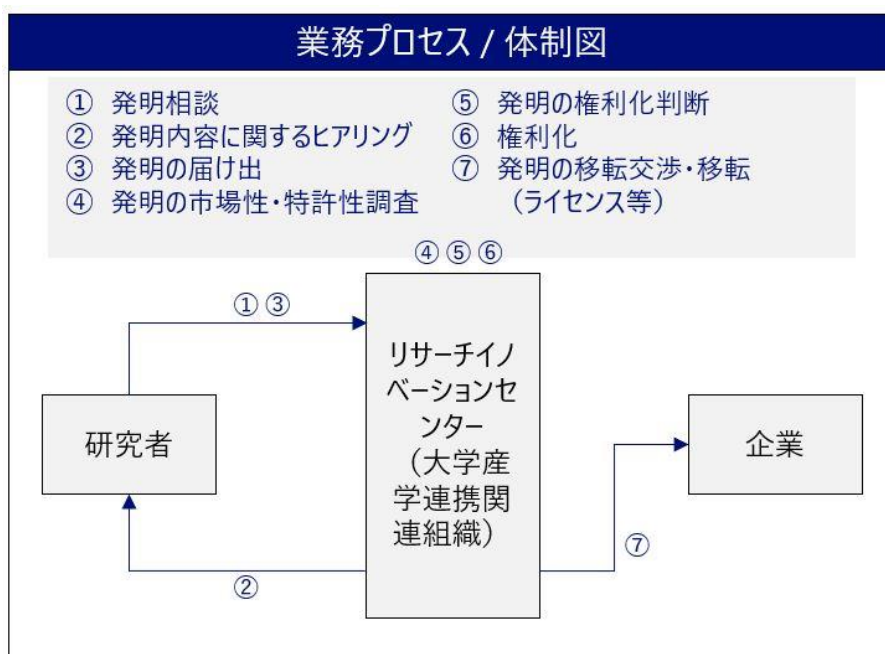 業務プロセス / 体制図
① 発明相談
② 発明内容に関するヒアリング
③ 発明の届け出
④ 発明の市場性・特許性調査
⑤ 発明の権利化判断
⑥ 権利化
⑦ 発明の移転交渉・移転
（ライセンス等）
④ ⑤ ⑥
① ③
リサーチイノ
ベーションセ
ンター
（大学産
学連携関
連組織）
研究者
企業
⑦
②